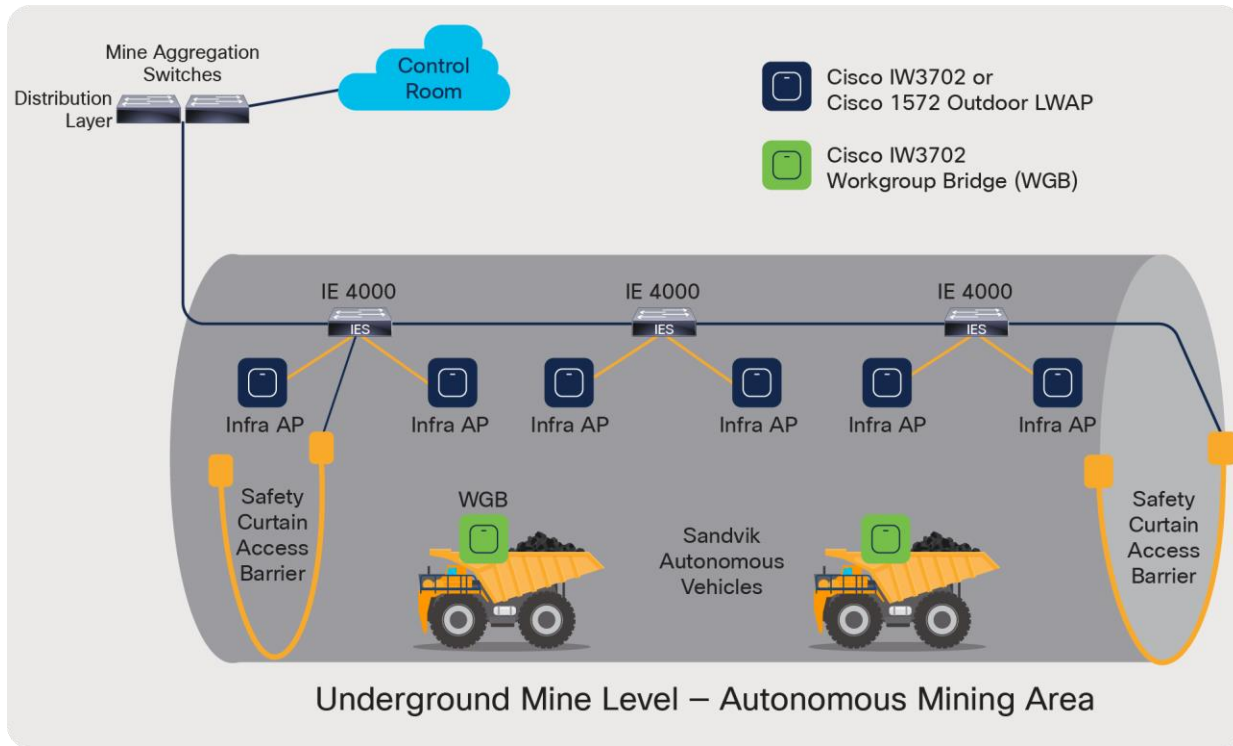 Mine Aggregation
Switches
Distribution
Layer
Control
Room
Cisco IW3702 or
Cisco 1572 Outdoor LWAP
Cisco IW3702
Workgroup Bridge (WGB)
IE 4000
IE 4000
IE 4000
IES
IES
IES
Infra AP
Infra AP
Infra AP
Infra AP
Infra AP
Infra AP
Safety
Curtain
Access
Barrier
WGB
Sandvik
Autonomous
Vehicles
Safety
Curtain
Access
Barrier
Underground Mine Level – Autonomous Mining Area